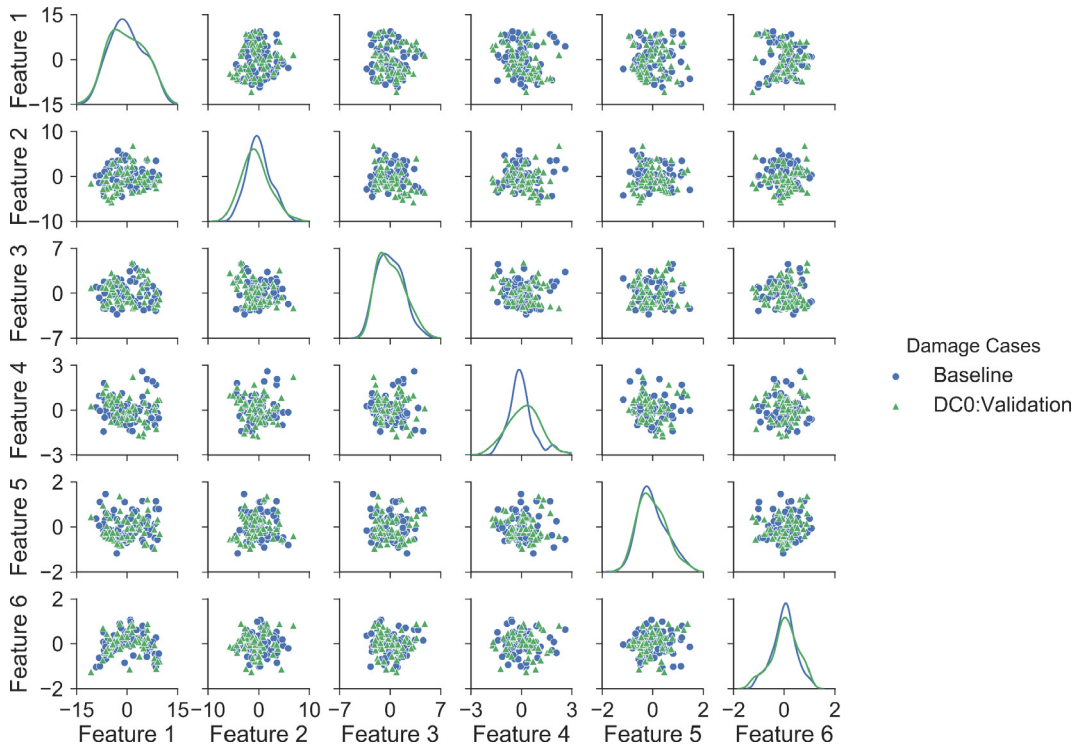 Feature 1
15
0
−15
Feature 2
10
0
−10
Feature 3
7
0
−7
Feature 4
3
0
−3
Feature 5
2
0
−2
Feature 6
2
0
−2
−15 0 15
−10 0 10
−7 0 7
−3 0 3
−2 0 2
−2 0 2
Feature 1 Feature 2 Feature 3 Feature 4 Feature 5 Feature 6
Damage Cases
Baseline
DC0:Validation